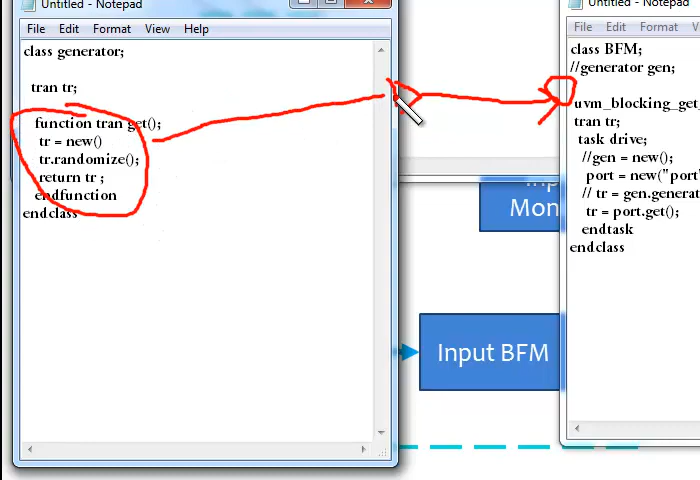 Untitled - Notepad
File Edit Format View Help
class generator;
tran tr;
function tran get();
tr = new()
tr.randomize();
return tr ;
endfunction
endclass
Untitled - Notepad
File Edit Format V
class BFM;
//generator gen;
uvm_blocking_get
tran tr;
task drive;
//gen = new();
port = new("port"
// tr = gen.genera
tr = port.get();
endtask
endclass
Mon
Input BFM